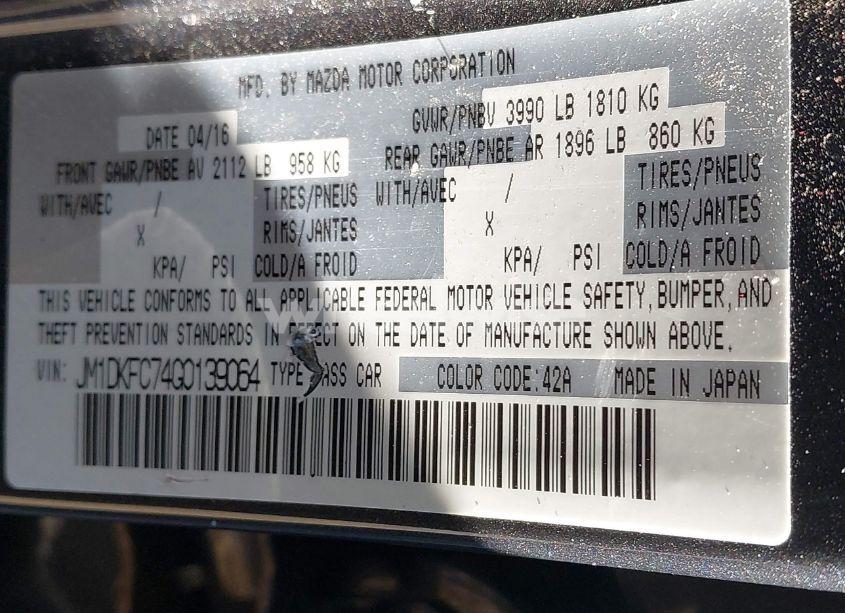 MFD. BY MAZDA MOTOR CORPORATION
DATE 04/16 GVWR/PNBV 3990 LB 1810 KG
FRONT GAWR/PNBE AV 2112 LB 958 KG REAR GAWR/PNBE AR 1896 LB 860 KG
WITH/AVEC / TIRES/PNEUS WITH/AVEC / TIRES/PNEUS
X RIMS/JANTES X RIMS/JANTES
KPA/ PSI COLD/A FROID KPA/ PSI COLD/A FROID
THIS VEHICLE CONFORMS TO ALL APPLICABLE FEDERAL MOTOR VEHICLE SAFETY, BUMPER, AND
THEFT PREVENTION STANDARDS IN EFFECT ON THE DATE OF MANUFACTURE SHOWN ABOVE.
VIN: JM1DKFC74G0139064 TYPE ASS CAR COLOR CODE:42A MADE IN JAPAN